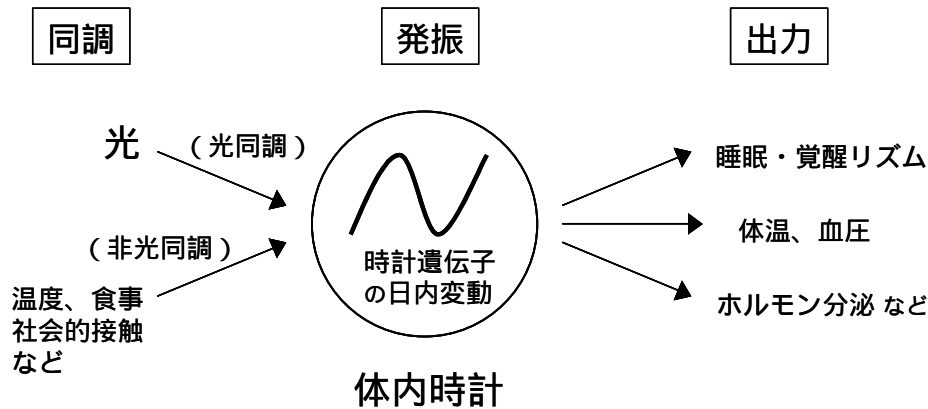 同調
発振
出力
光
（光同調）
（非光同調）
温度、食事
社会的接触
など
時計遺伝子
の日内変動
体内時計
睡眠・覚醒リズム
体温、血圧
ホルモン分泌 など